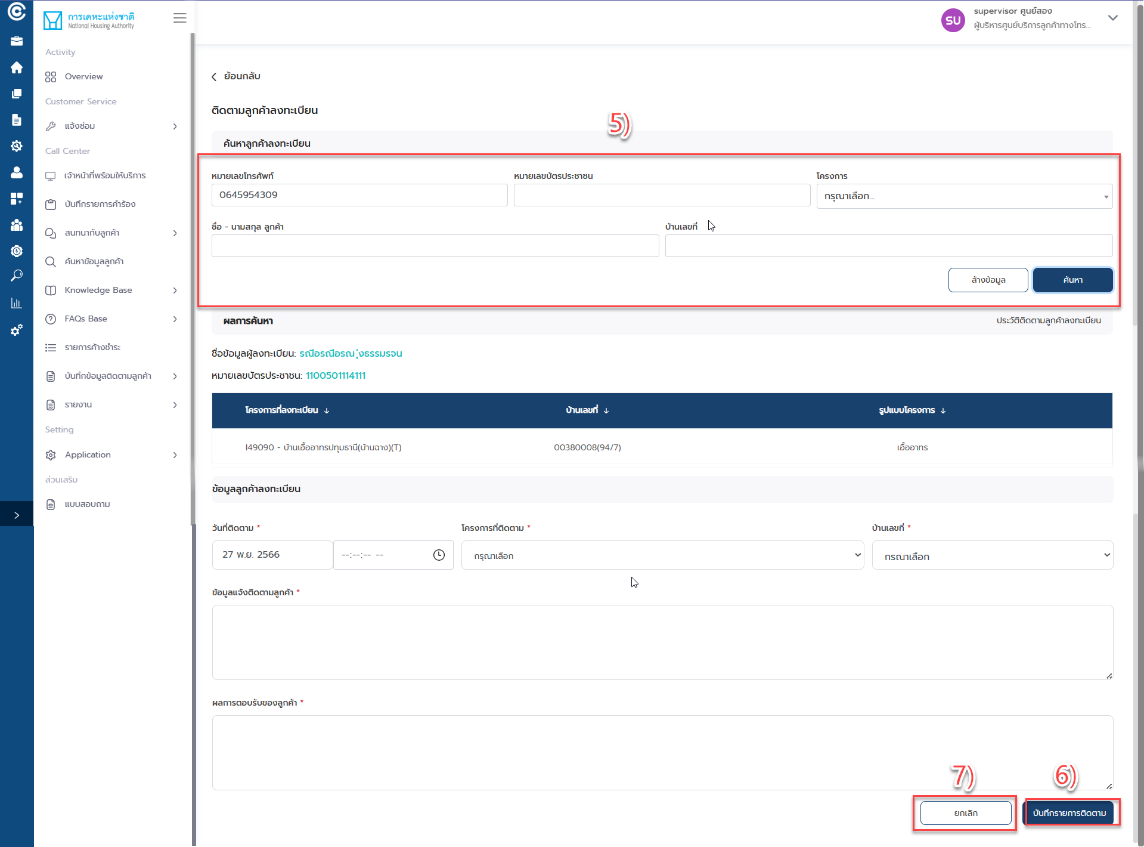 การเคหะแห่งชาติ
National Housing Authority
supervisor ศูนย์สอง
SU
ผู้บริหารศูนย์บริการลูกค้าทางโทร...
Activity
Overview
Customer Service
แจ้งซ่อม
Call Center
เจ้าหน้าที่พร้อมให้บริการ
บันทึกรายการคำร้อง
สนทนากับลูกค้า
ค้นหาข้อมูลลูกค้า
Knowledge Base
FAQs Base
รายการค้างชำระ
บันทึกข้อมูลติดตามลูกค้า
รายงาน
Setting
Application
ส่วนเสริม
แบบสอบถาม
ย้อนกลับ
ติดตามลูกค้าลงทะเบียน
5)
ค้นหาลูกค้าลงทะเบียน
หมายเลขโทรศัพท์ หมายเลขบัตรประชาชน โครงการ
0645954309 กรุณาเลือก...
ชื่อ - นามสกุล ลูกค้า บ้านเลขที่
ล้างข้อมูล ค้นหา
ผลการค้นหา ประวัติติดตามลูกค้าลงทะเบียน
ชื่อข้อมูลผู้ลงทะเบียน:
หมายเลขบัตรประชาชน: 1100501114111
โครงการที่ลงทะเบียน ↓ บ้านเลขที่ ↓ รูปแบบโครงการ ↓
I49090 - บ้านเอื้ออาทรปทุมธานี(บ้านฉาง)(T) 00380008(94/7) เอื้ออาทร
ข้อมูลลูกค้าลงทะเบียน
วันที่ติดตาม * โครงการที่ติดตาม * บ้านเลขที่ *
27 พ.ย. 2566 --:--:-- -- กรุณาเลือก กรุณาเลือก
ข้อมูลแจ้งติดตามลูกค้า *
ผลการตอบรับของลูกค้า *
7) 6)
ยกเลิก บันทึกรายการติดตาม